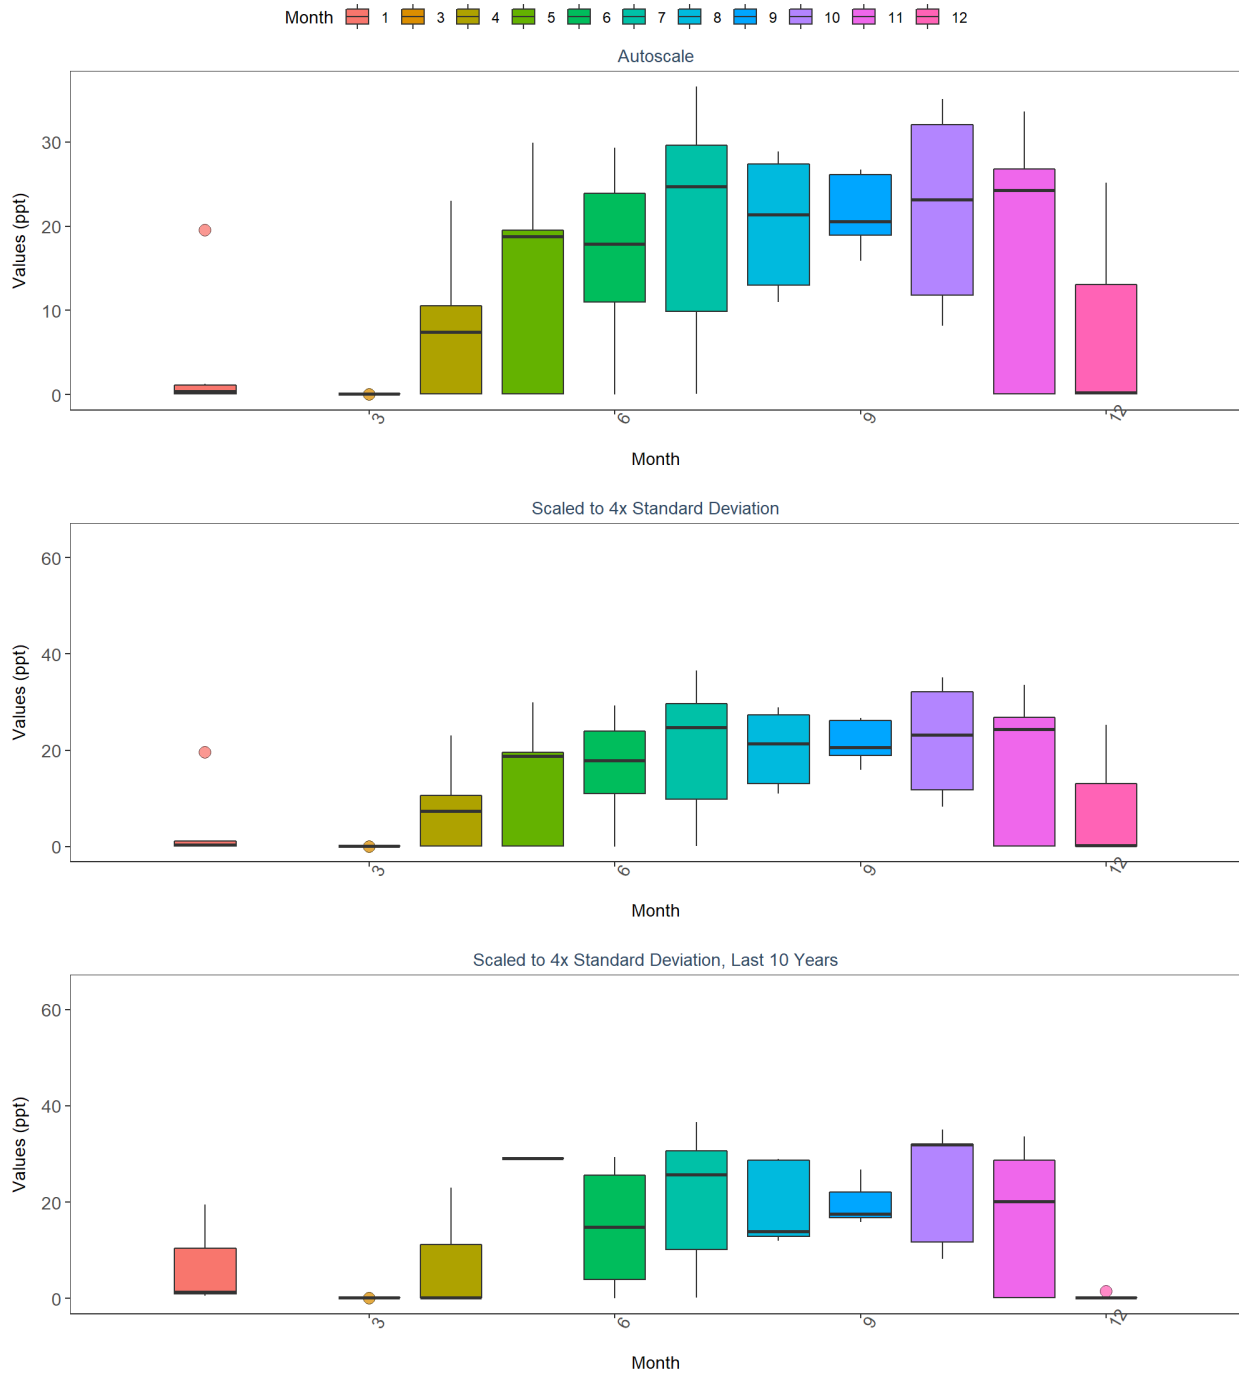 Month 1 3 4 5 6 7 8 9 10 11 12
Autoscale
Values (ppt)
30
20
10
0
3 6 9 12
Month
Scaled to 4x Standard Deviation
Values (ppt)
60
40
20
0
3 6 9 12
Month
Scaled to 4x Standard Deviation, Last 10 Years
Values (ppt)
60
40
20
0
3 6 9 12
Month